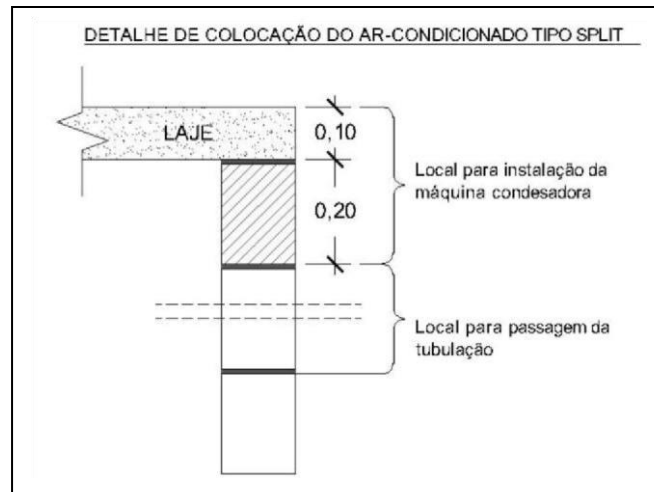 DETALHE DE COLOCAÇÃO DO AR-CONDICIONADO TIPO SPLIT
LAJE
0,10
Local para instalação da
máquina condesadora
0,20
Local para passagem da
tubulação